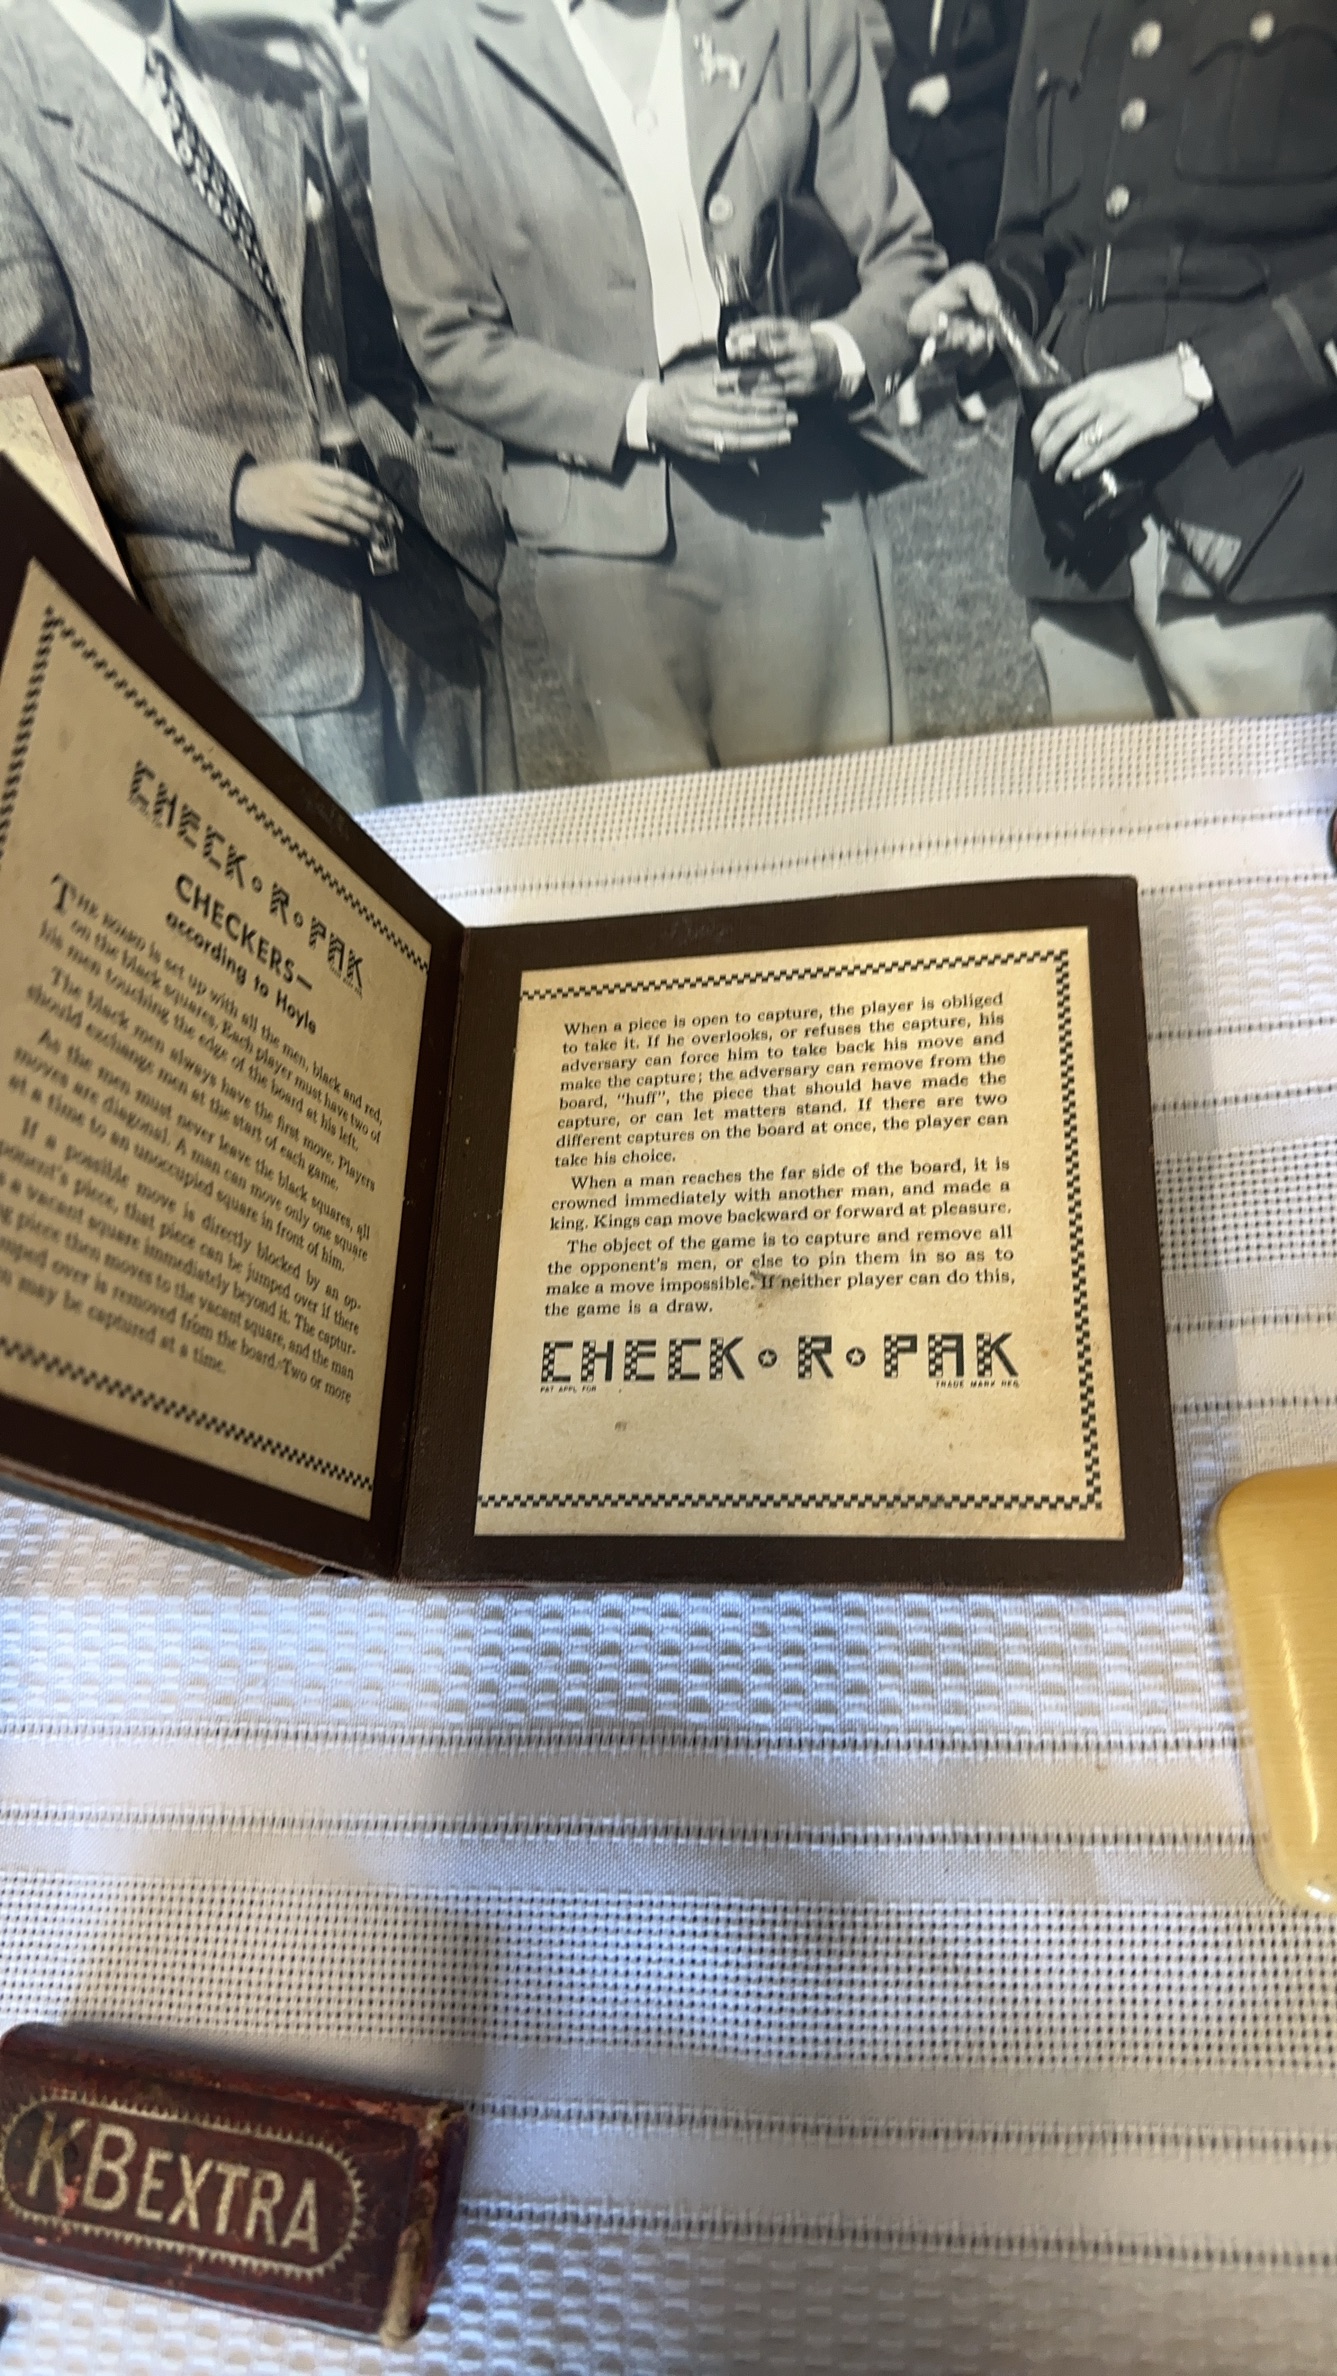 CHECK·R·PAK
CHECKERS—
according to Hoyle
THE BOARD is set up with all the men, black and red,
on the black squares. Each player must have two of
his men touching the edge of the board at his left.
The black men always have the first move. Players
should exchange men at the start of each game.
As the men must never leave the black squares, all
moves are diagonal. A man can move only one square
at a time to an unoccupied square in front of him.
If a possible move is directly blocked by an op-
ponent's piece, that piece can be jumped over if there
is a vacant square immediately beyond it. The captur-
ing piece then moves to the vacant square, and the man
jumped over is removed from the board. Two or more
may be captured at a time.
When a piece is open to capture, the player is obliged
to take it. If he overlooks, or refuses the capture, his
adversary can force him to take back his move and
make the capture; the adversary can remove from the
board, "huff", the piece that should have made the
capture, or can let matters stand. If there are two
different captures on the board at once, the player can
take his choice.
When a man reaches the far side of the board, it is
crowned immediately with another man, and made a
king. Kings can move backward or forward at pleasure.
The object of the game is to capture and remove all
the opponent's men, or else to pin them in so as to
make a move impossible. If neither player can do this,
the game is a draw.
CHECK·R·PAK
PAT APPL FOR TRADE MARK REG
KB EXTRA